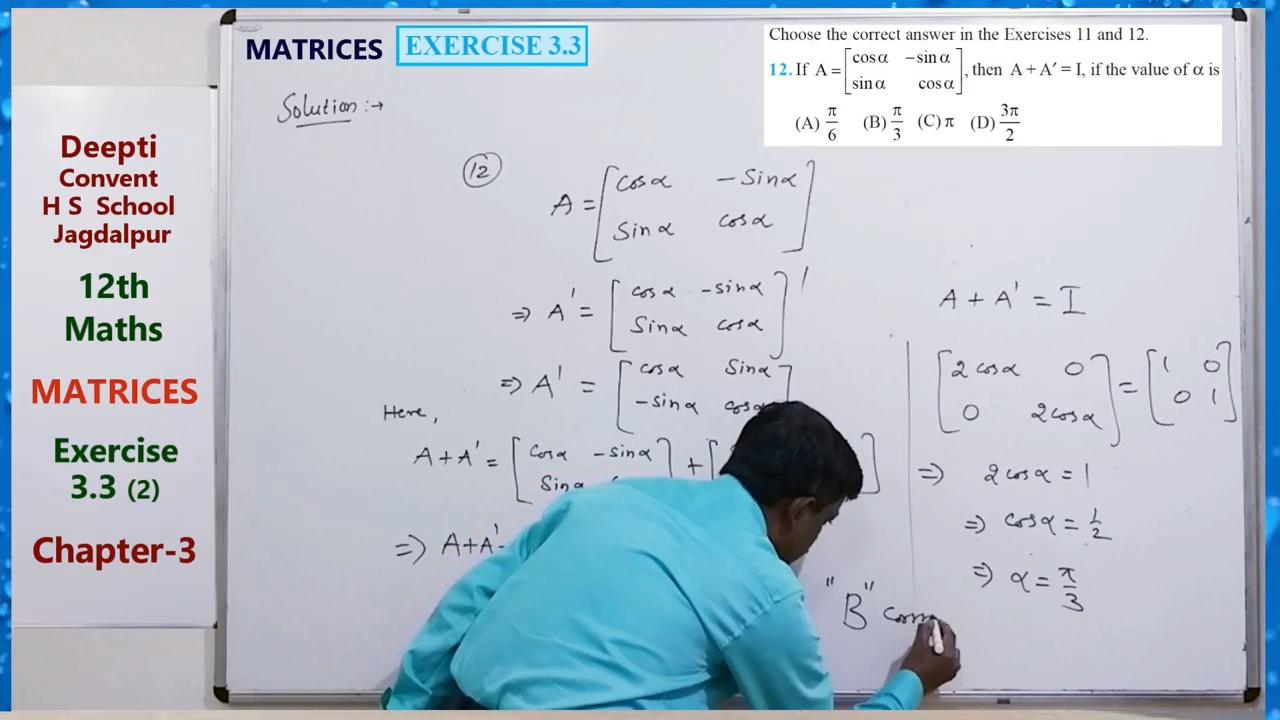 MATRICES EXERCISE 3.3
Choose the correct answer in the Exercises 11 and 12.
12. If A = [cos α −sin α
sin α cos α], then A + A′ = I, if the value of α is
(A) π/6 (B) π/3 (C) π (D) 3π/2
Deepti
Convent
H S School
Jagdalpur
12th
Maths
MATRICES
Exercise
3.3 (2)
Chapter-3
Solution :→
12
A = [cosα −Sinα
Sinα cosα]
⇒ A' = [cosα −sinα
Sinα cosα]'
⇒ A' = [cosα Sinα
−sinα cosα]
Here,
A+A' = [cosα −sinα
Sinα ] + [ ]
⇒ A+A'
A + A' = I
[2cosα 0
0 2cosα] = [1 0
0 1]
⇒ 2cosα = 1
⇒ cosα = 1/2
⇒ α = π/3
"B"